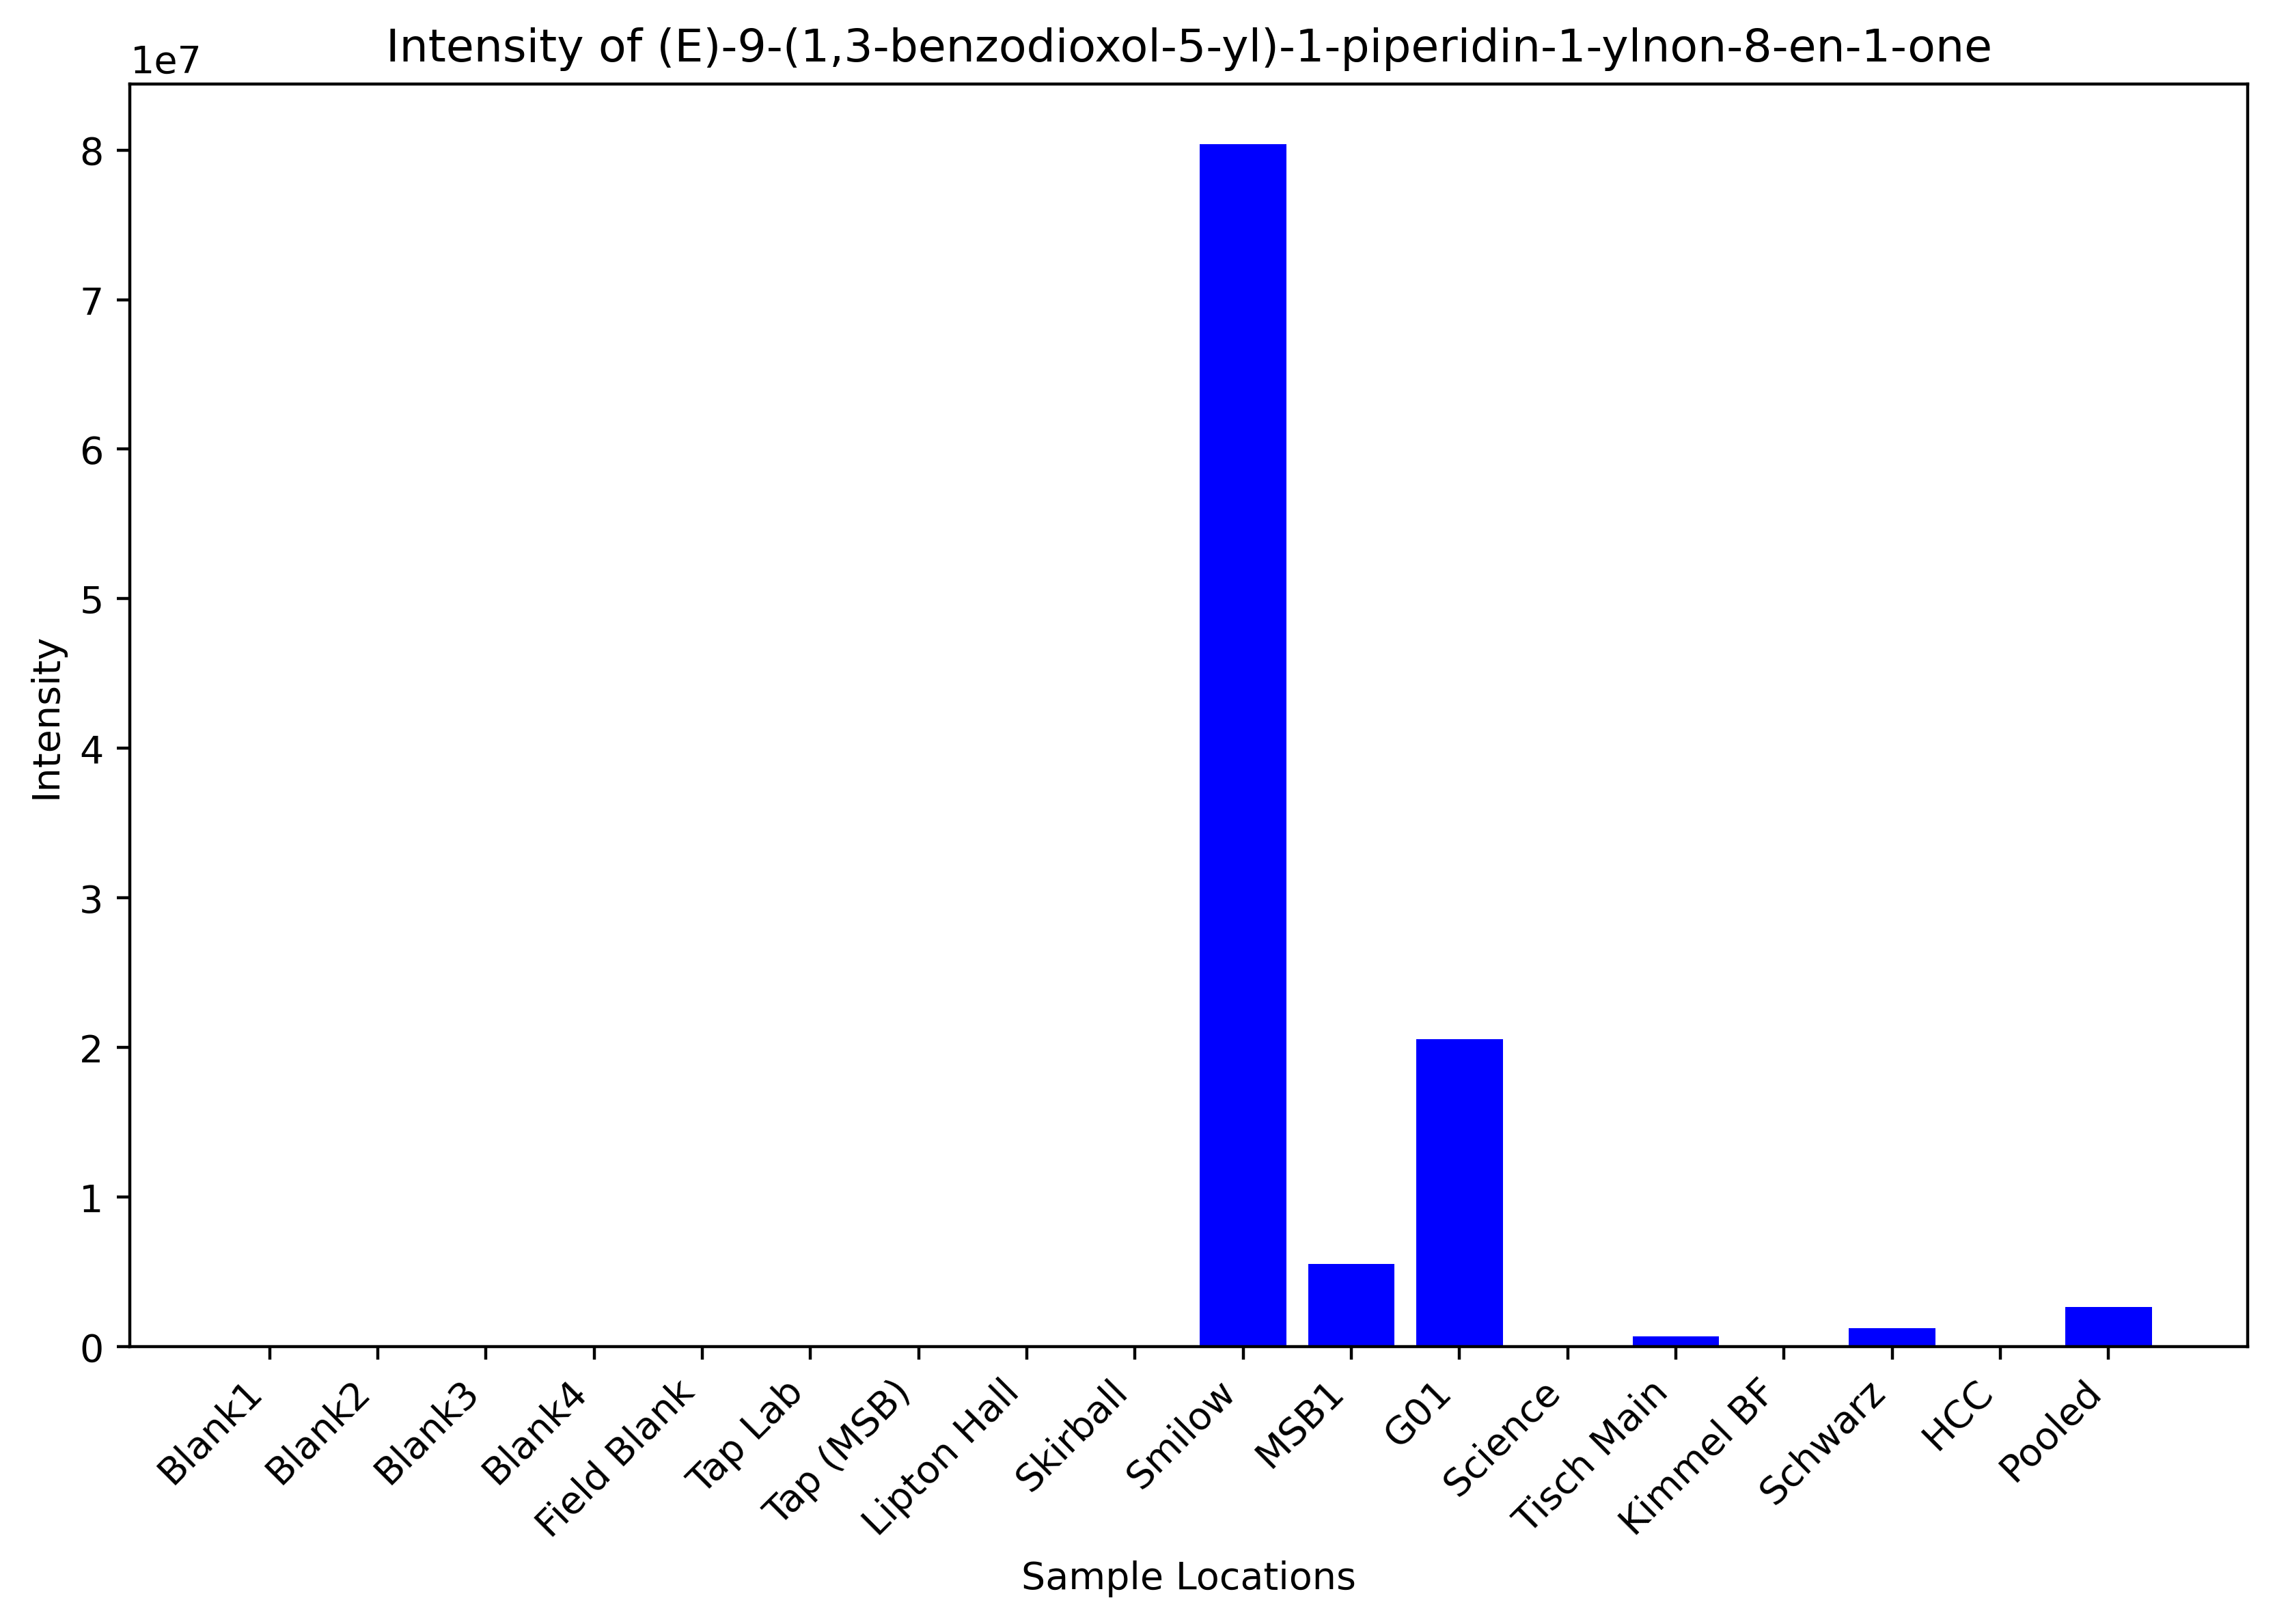 Intensity of (E)-9-(1,3-benzodioxol-5-yl)-1-piperidin-1-ylnon-8-en-1-one
1e7
8
7
6
5
4
3
2
1
0
Intensity
Blank1
Blank2
Blank3
Blank4
Field Blank
Tap Lab
Tap (MSB)
Lipton Hall
Skirball
Smilow
MSB1
G01
Science
Tisch Main
Kimmel BF
Schwarz
HCC
Pooled
Sample Locations